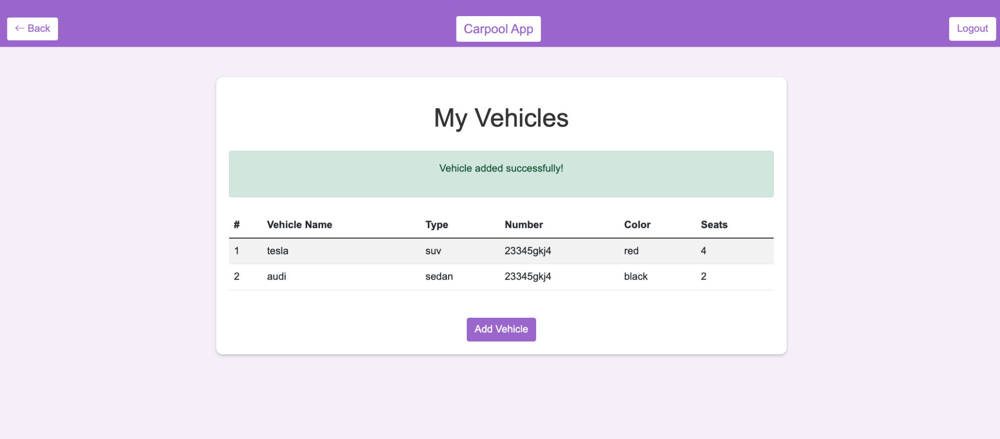 ← Back
Carpool App
Logout
My Vehicles
Vehicle added successfully!
# Vehicle Name Type Number Color Seats
1 tesla suv 23345gkj4 red 4
2 audi sedan 23345gkj4 black 2
Add Vehicle